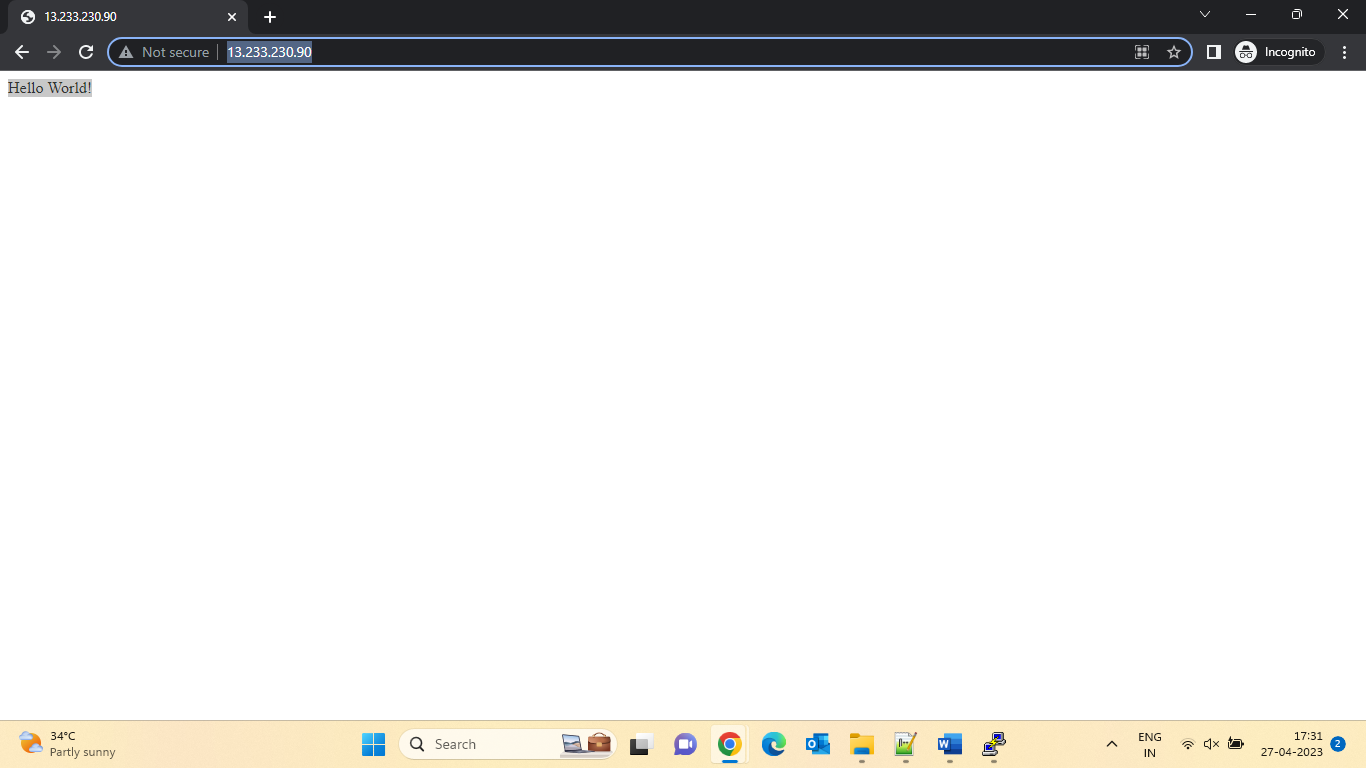 13.233.230.90
Not secure
13.233.230.90
Incognito
Hello World!
34°C
Partly sunny
Search
ENG
IN
17:31
27-04-2023
2